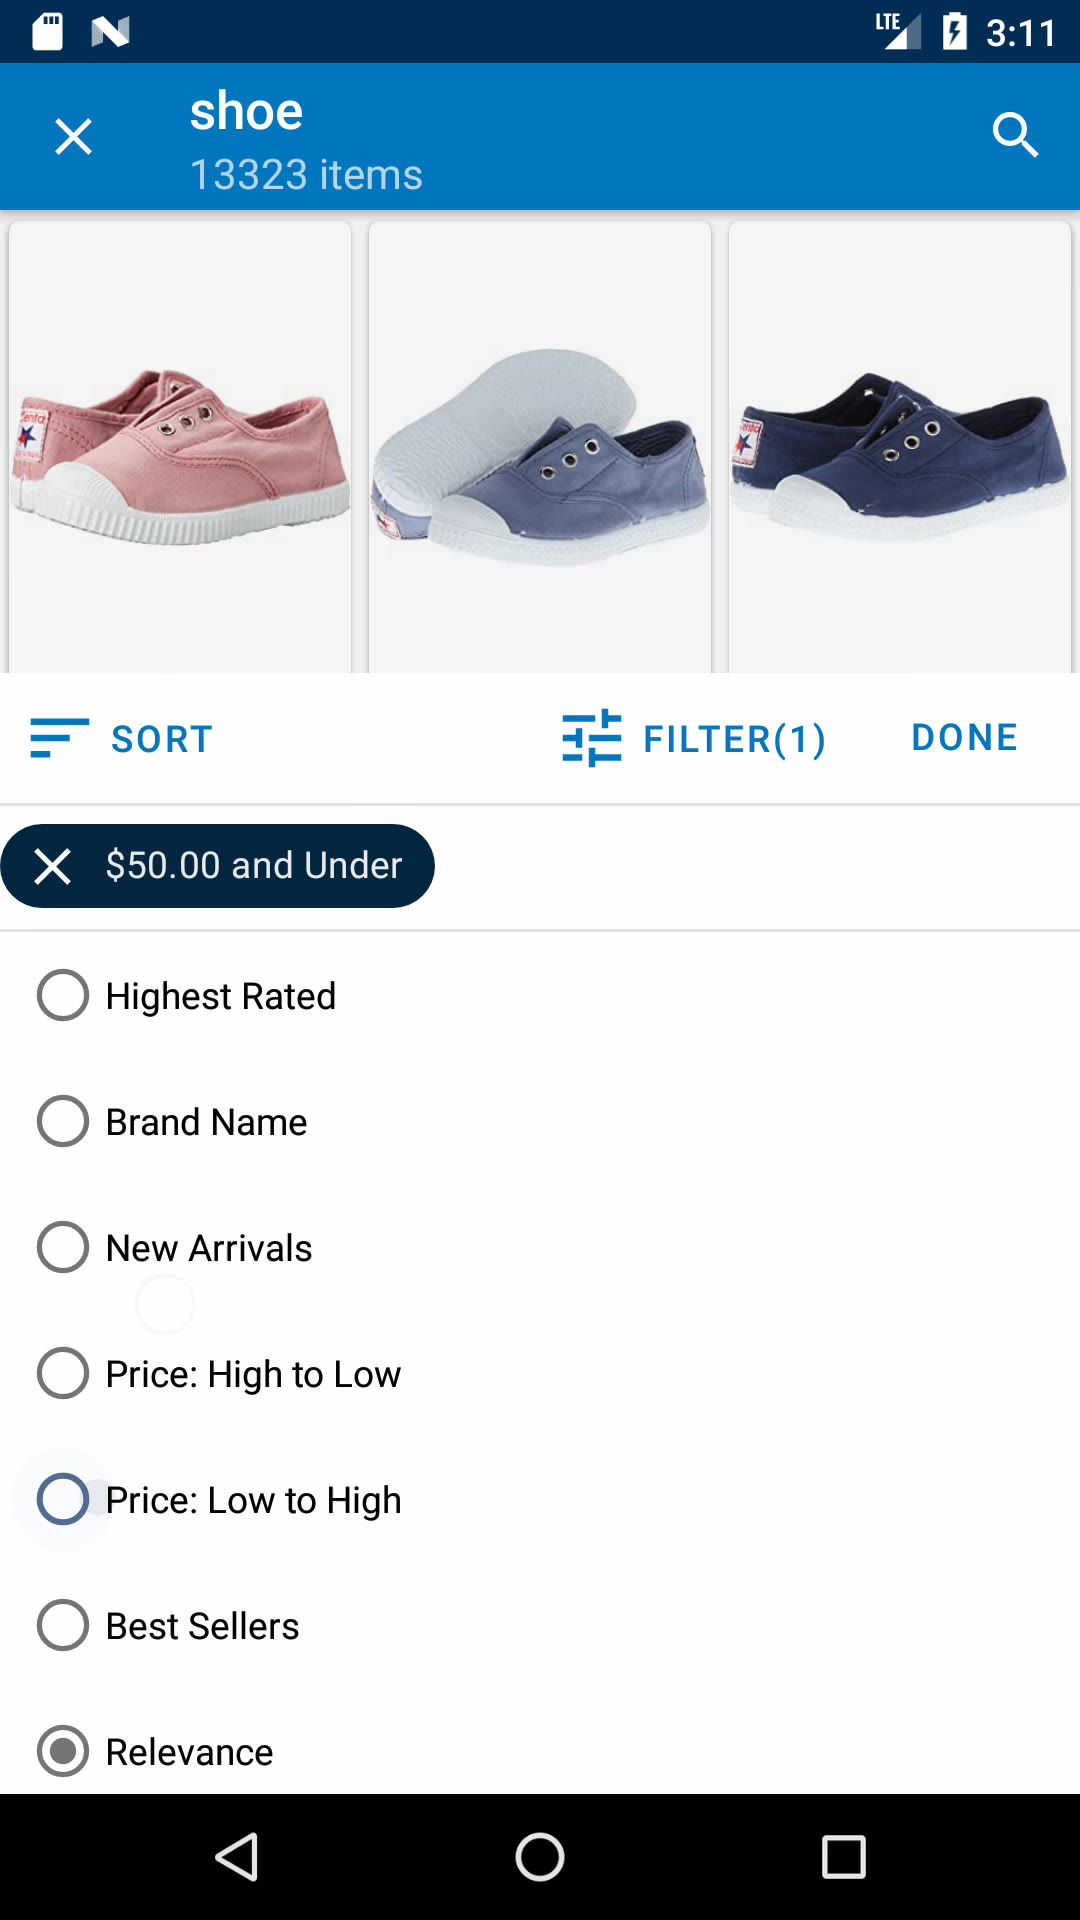 LTE 3:11
shoe
13323 items
SORT FILTER(1) DONE
$50.00 and Under
Highest Rated
Brand Name
New Arrivals
Price: High to Low
Price: Low to High
Best Sellers
Relevance